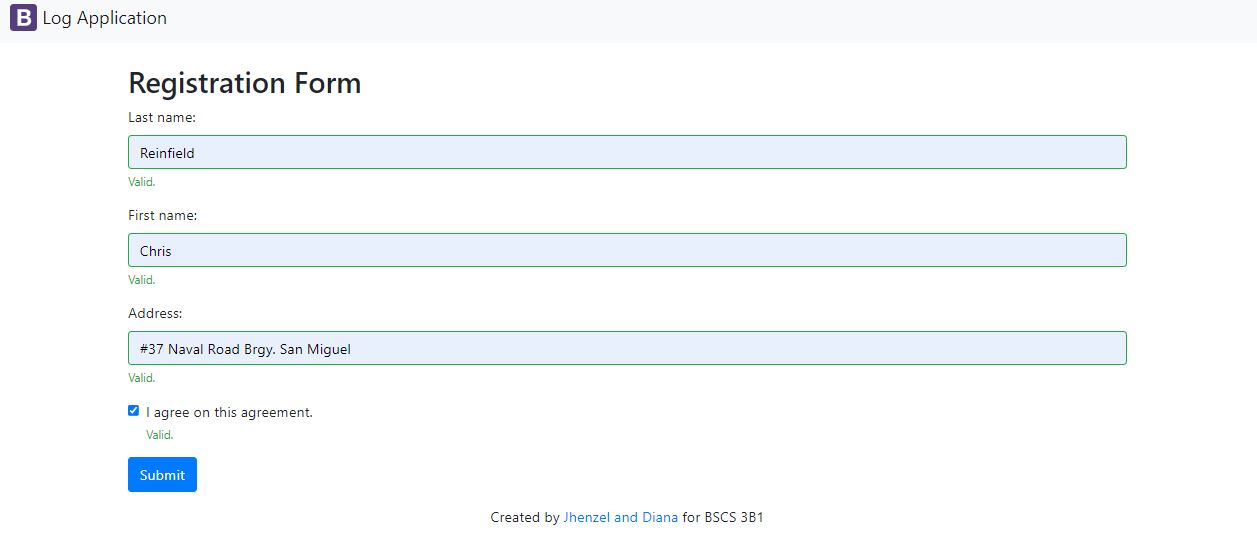 B Log Application
Registration Form
Last name:
Reinfield
Valid.
First name:
Chris
Valid.
Address:
#37 Naval Road Brgy. San Miguel
Valid.
I agree on this agreement.
Valid.
Submit
Created by Jhenzel and Diana for BSCS 3B1